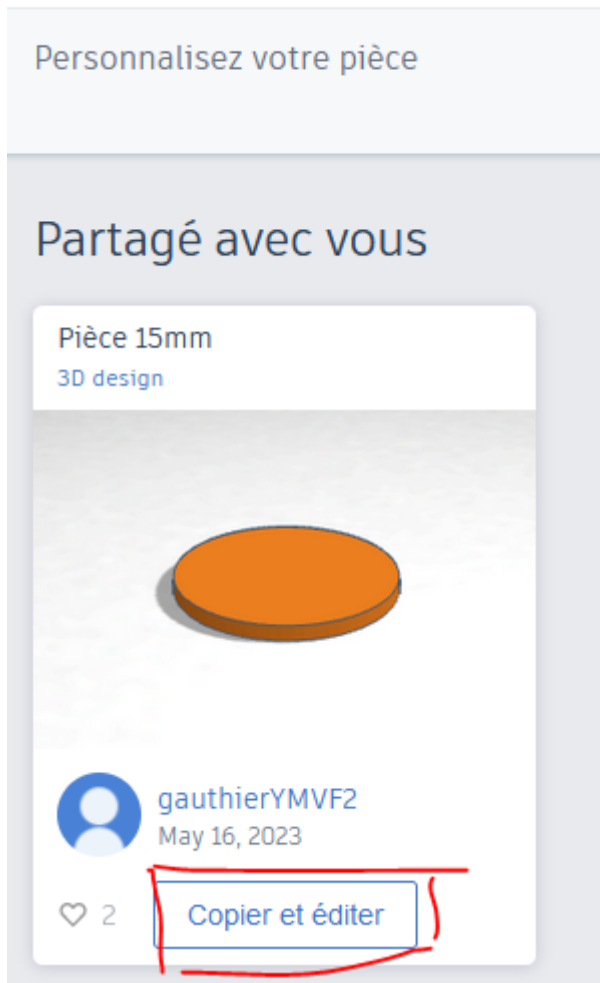 Personnalisez votre pièce
Partagé avec vous
Pièce 15mm
3D design
gauthierYMVF2
May 16, 2023
2
Copier et éditer